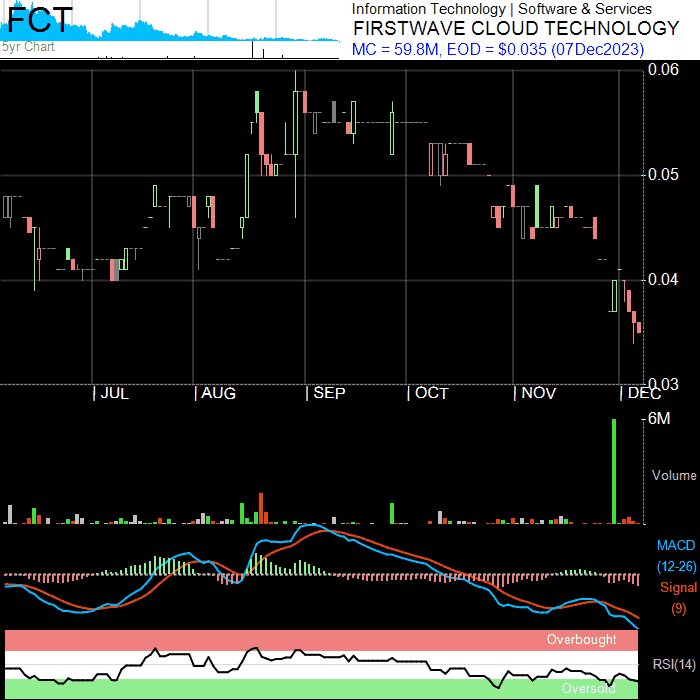 FCT
5yr Chart
Information Technology | Software & Services
FIRSTWAVE CLOUD TECHNOLOGY
MC = 59.8M, EOD = $0.035 (07Dec2023)
0.06
0.05
0.04
0.03
JUL AUG SEP OCT NOV DEC
6M
Volume
MACD
(12-26)
Signal
(9)
Overbought
RSI(14)
Oversold